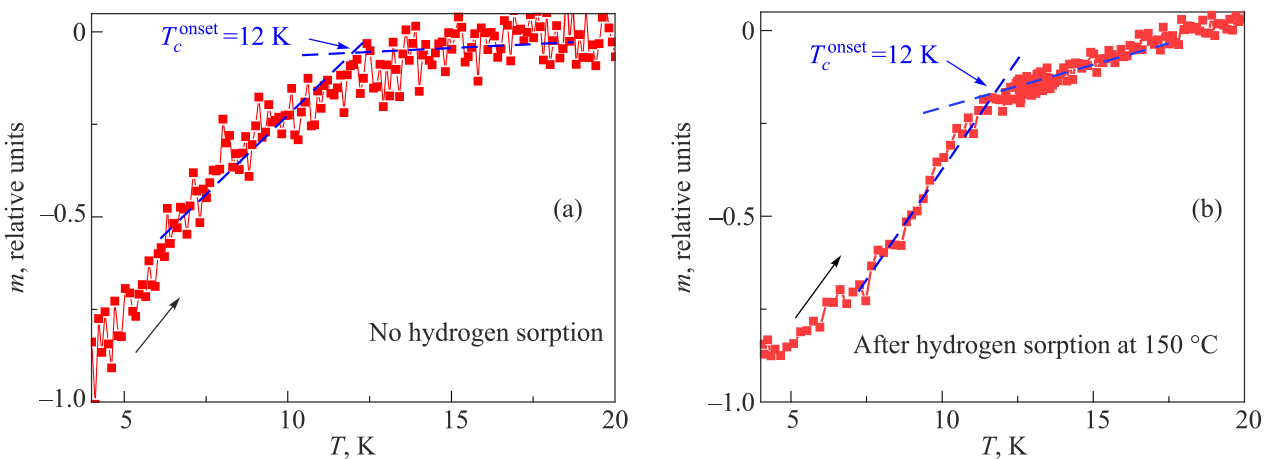 0
T_c^onset=12 K
(a)
−0.5
m, relative units
No hydrogen sorption
−1.0
5 10 15 20
T, K
0
T_c^onset=12 K
(b)
−0.5
m, relative units
After hydrogen sorption at 150 °C
−1.0
5 10 15 20
T, K